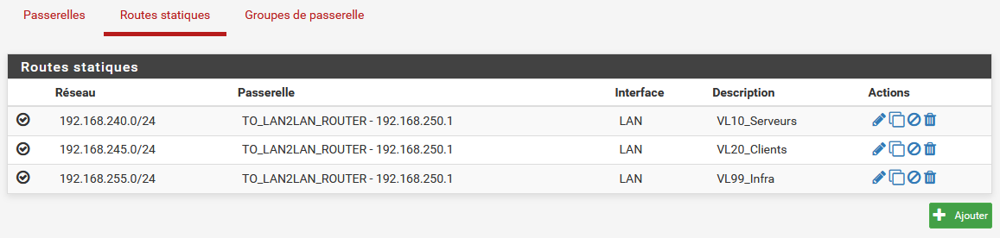 Passerelles Routes statiques Groupes de passerelle
Routes statiques
Réseau Passerelle Interface Description Actions
192.168.240.0/24 TO_LAN2LAN_ROUTER - 192.168.250.1 LAN VL10_Serveurs
192.168.245.0/24 TO_LAN2LAN_ROUTER - 192.168.250.1 LAN VL20_Clients
192.168.255.0/24 TO_LAN2LAN_ROUTER - 192.168.250.1 LAN VL99_Infra
Ajouter